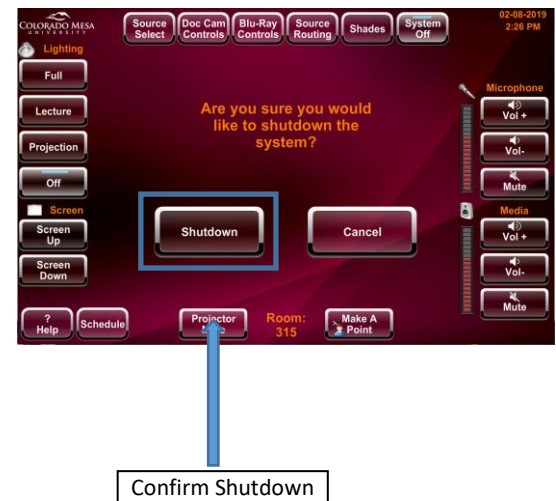 COLORADO MESA
UNIVERSITY
Source
Select
Doc Cam
Controls
Blu-Ray
Controls
Source
Routing
Shades
System
Off
02-08-2019
2:26 PM
Lighting
Full
Lecture
Projection
Off
Screen
Screen
Up
Screen
Down
Are you sure you would
like to shutdown the
system?
Shutdown
Cancel
Microphone
Vol +
Vol-
Mute
Media
Vol +
Vol-
Mute
?
Help
Schedule
Projector
Room:
315
Make A
Point
Confirm Shutdown